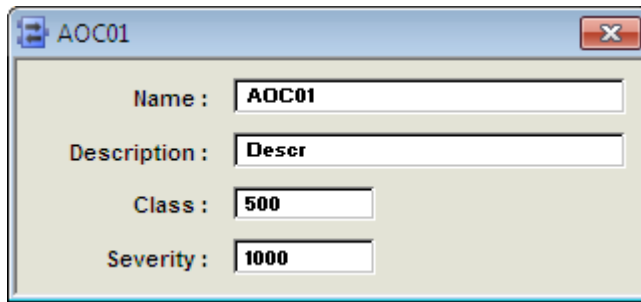 AOC01
Name : AOC01
Description : Descr
Class : 500
Severity : 1000